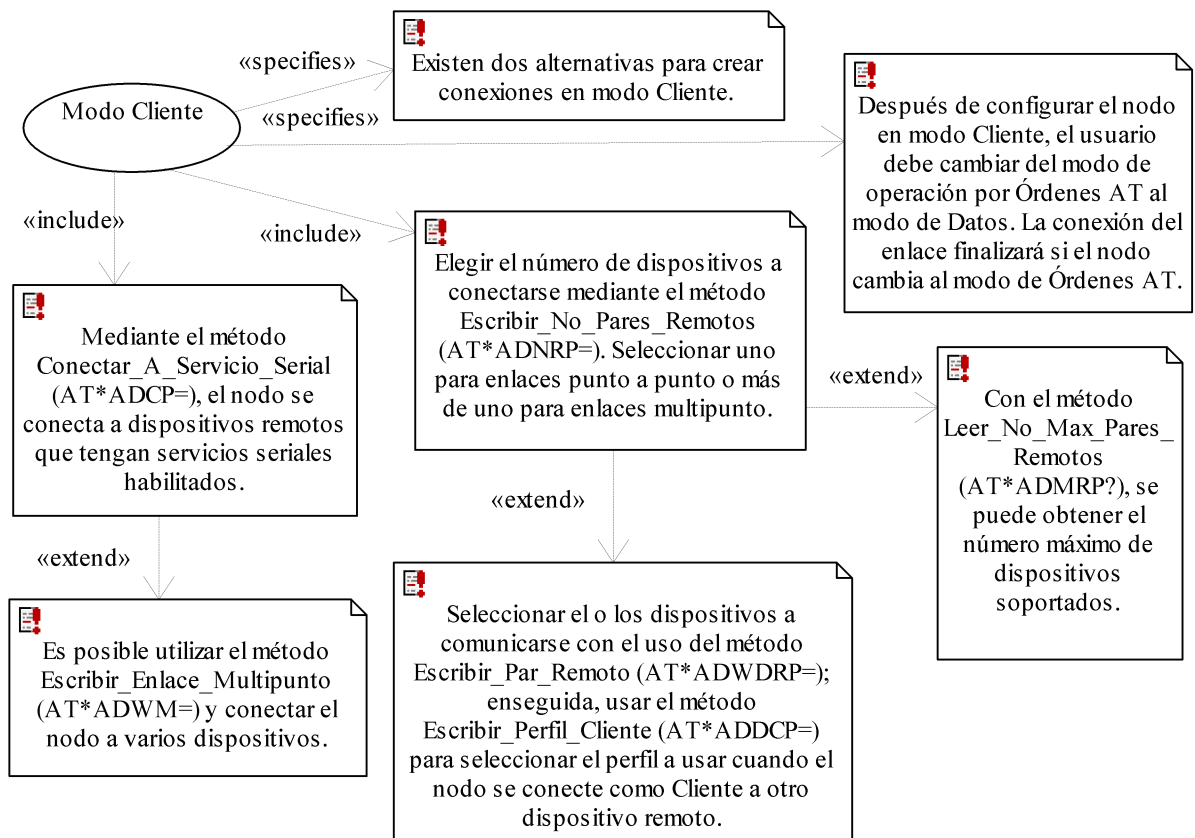 «specifies»
Existen dos alternativas para crear
conexiones en modo Cliente.
Modo Cliente
«specifies»
Después de configurar el nodo
en modo Cliente, el usuario
debe cambiar del modo de
operación por Órdenes AT al
modo de Datos. La conexión del
enlace finalizará si el nodo
cambia al modo de Órdenes AT.
«include»
«include»
Elegir el número de dispositivos a
conectarse mediante el método
Escribir_No_Pares_Remotos
(AT*ADNRP=). Seleccionar uno
para enlaces punto a punto o más
de uno para enlaces multipunto.
Mediante el método
Conectar_A_Servicio_Serial
(AT*ADCP=), el nodo se
conecta a dispositivos remotos
que tengan servicios seriales
habilitados.
«extend»
Con el método
Leer_No_Max_Pares_
Remotos
(AT*ADMRP?), se
puede obtener el
número máximo de
dispositivos
soportados.
«extend»
«extend»
Es posible utilizar el método
Escribir_Enlace_Multipunto
(AT*ADWM=) y conectar el
nodo a varios dispositivos.
Seleccionar el o los dispositivos a
comunicarse con el uso del método
Escribir_Par_Remoto (AT*ADWDRP=);
enseguida, usar el método
Escribir_Perfil_Cliente (AT*ADDCP=)
para seleccionar el perfil a usar cuando el
nodo se conecte como Cliente a otro
dispositivo remoto.